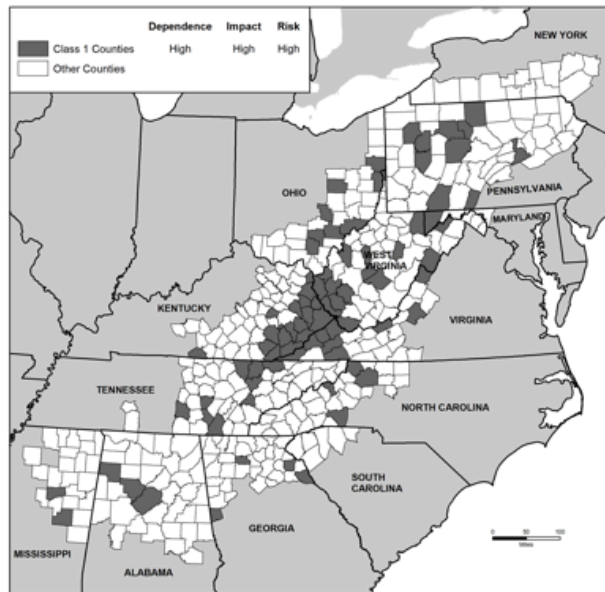 Dependence Impact Risk
Class 1 Counties High High High
Other Counties
NEW YORK
PENNSYLVANIA
OHIO
MARYLAND
WEST
VIRGINIA
KENTUCKY
VIRGINIA
TENNESSEE
NORTH CAROLINA
SOUTH
CAROLINA
MISSISSIPPI
ALABAMA
GEORGIA
0 50 100
Miles